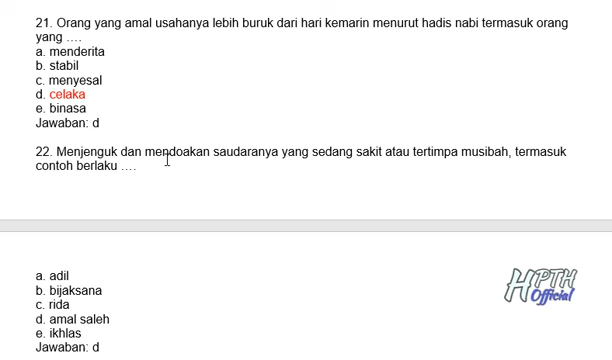 21. Orang yang amal usahanya lebih buruk dari hari kemarin menurut hadis nabi termasuk orang
yang ….
a. menderita
b. stabil
c. menyesal
d. celaka
e. binasa
Jawaban: d
22. Menjenguk dan mendoakan saudaranya yang sedang sakit atau tertimpa musibah, termasuk
contoh berlaku ….
a. adil
b. bijaksana
c. rida
d. amal saleh
e. ikhlas
Jawaban: d
HPTH
Official